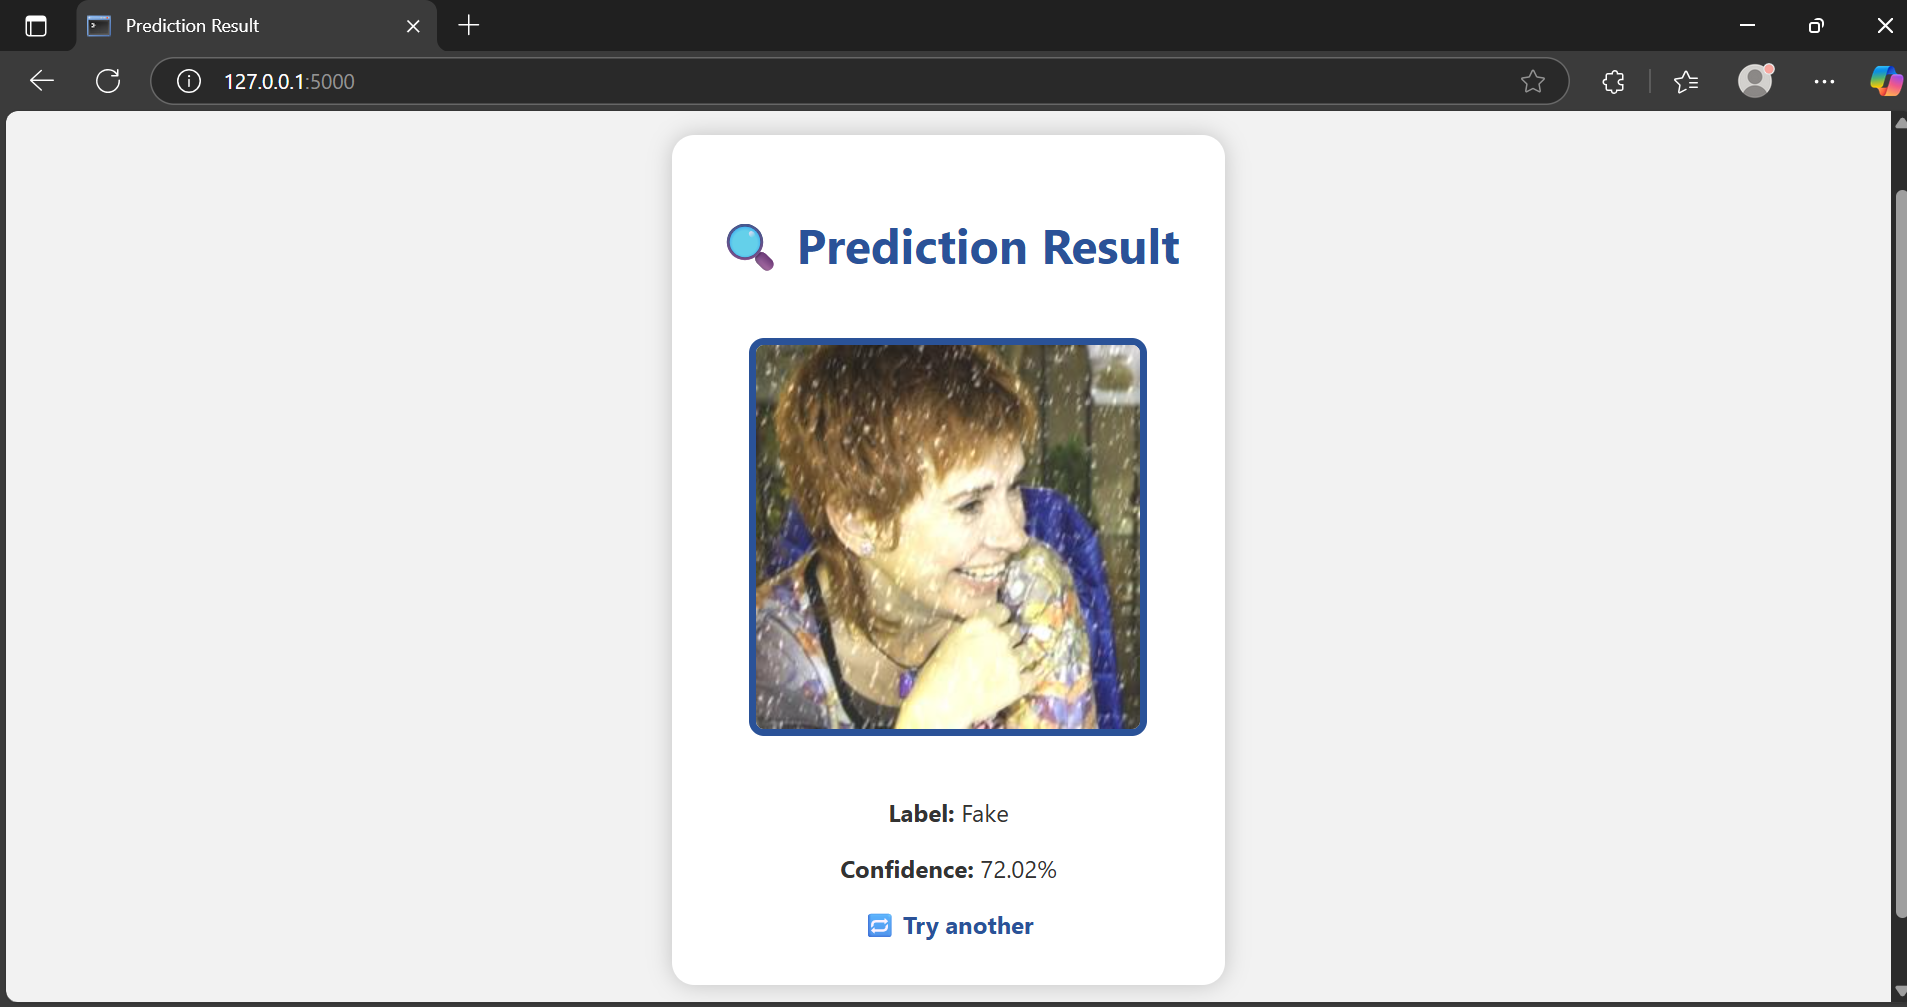 Prediction Result
127.0.0.1:5000
Prediction Result
Label: Fake
Confidence: 72.02%
Try another